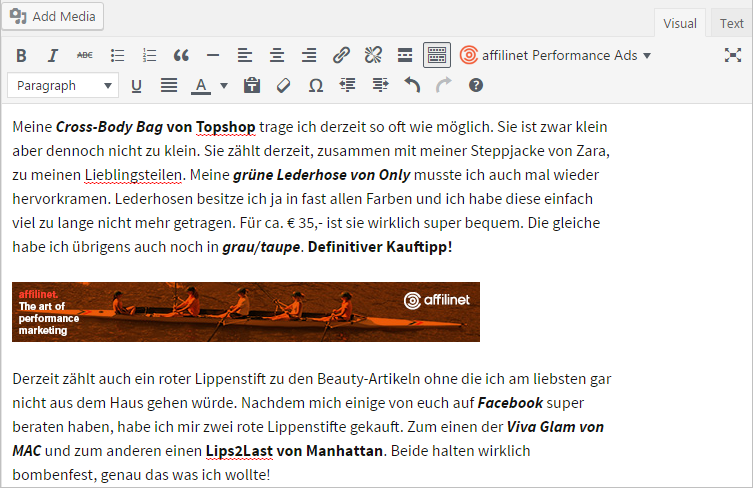 Add Media
Visual Text
B I ABC affilinet Performance Ads
Paragraph U A Ω
Meine Cross-Body Bag von Topshop trage ich derzeit so oft wie möglich. Sie ist zwar klein
aber dennoch nicht zu klein. Sie zählt derzeit, zusammen mit meiner Steppjacke von Zara,
zu meinen Lieblingsteilen. Meine grüne Lederhose von Only musste ich auch mal wieder
hervorkramen. Lederhosen besitze ich ja in fast allen Farben und ich habe diese einfach
viel zu lange nicht mehr getragen. Für ca. € 35,- ist sie wirklich super bequem. Die gleiche
habe ich übrigens auch noch in grau/taupe. Definitiver Kauftipp!
affilinet.
The art of
performance
marketing
affilinet
Derzeit zählt auch ein roter Lippenstift zu den Beauty-Artikeln ohne die ich am liebsten gar
nicht aus dem Haus gehen würde. Nachdem mich einige von euch auf Facebook super
beraten haben, habe ich mir zwei rote Lippenstifte gekauft. Zum einen der Viva Glam von
MAC und zum anderen einen Lips2Last von Manhattan. Beide halten wirklich
bombenfest, genau das was ich wollte!